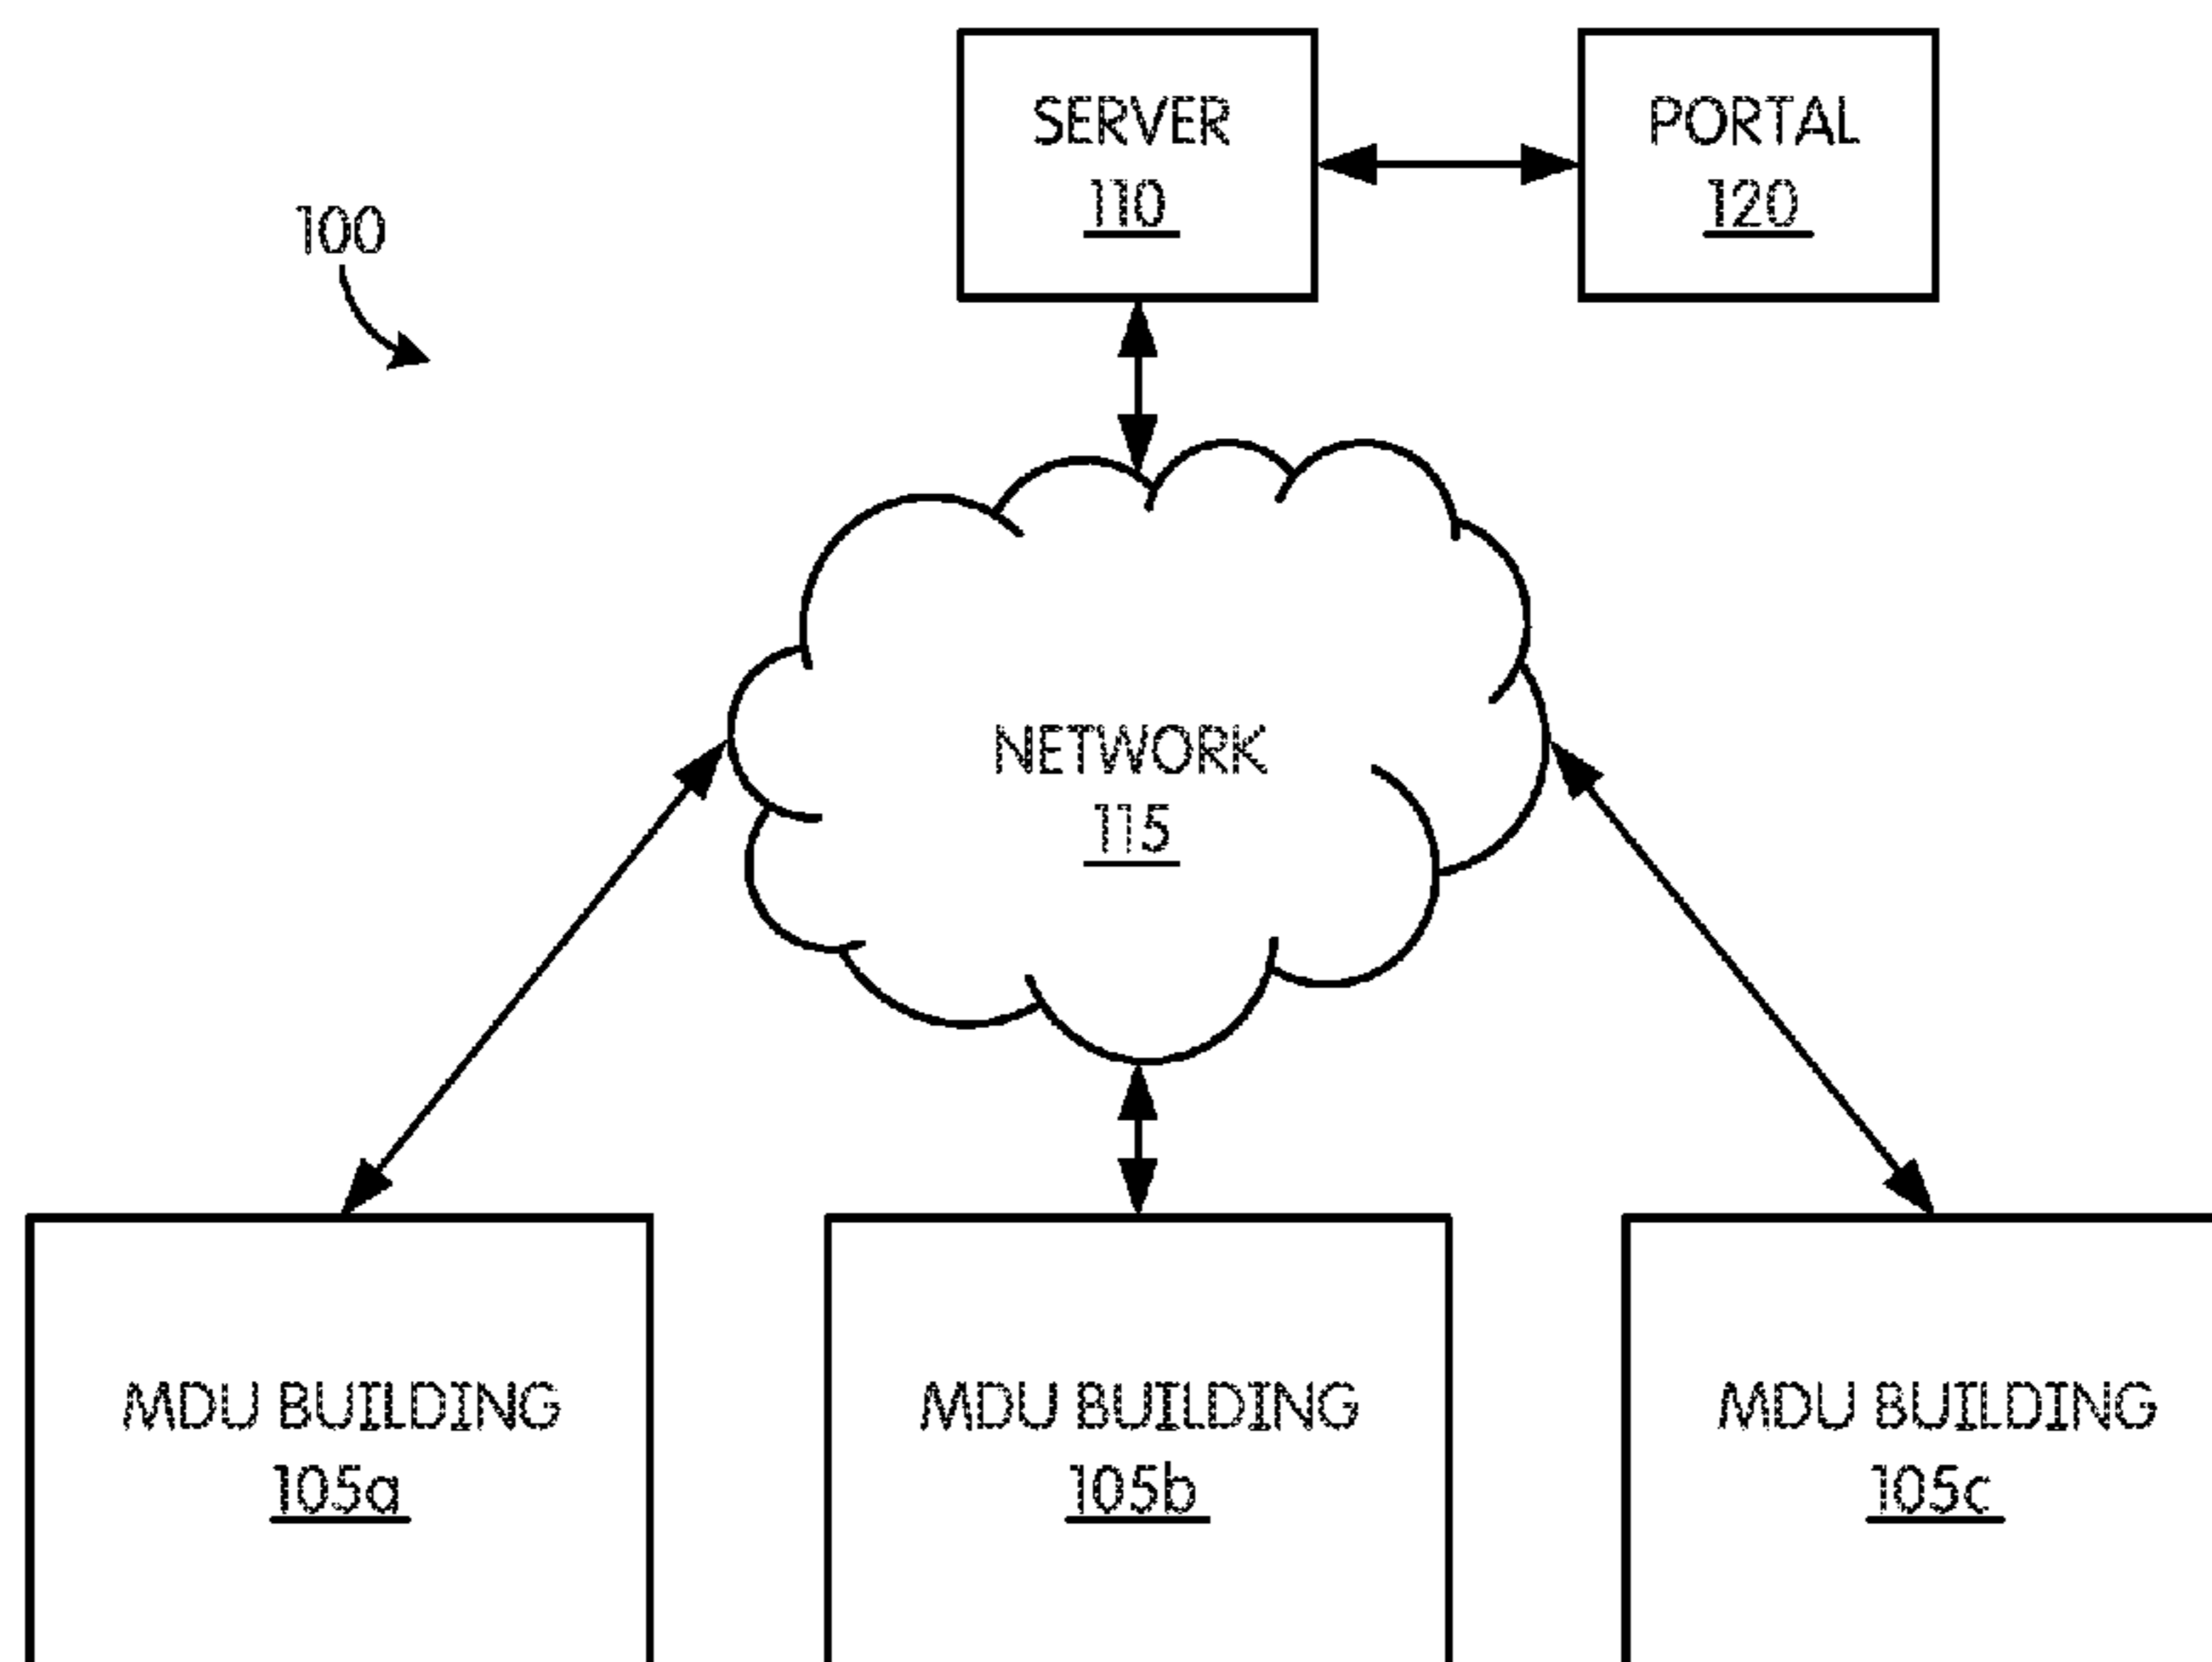 SERVER
110
PORTAL
120
100
NETWORK
115
MDU BUILDING
105a
MDU BUILDING
105b
MDU BUILDING
105c